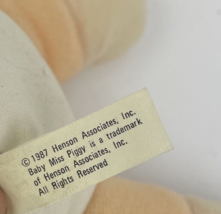 © 1987 Henson Associates, Inc.
Baby Miss Piggy is a trademark
of Henson Associates, Inc.
All Rights Reserved